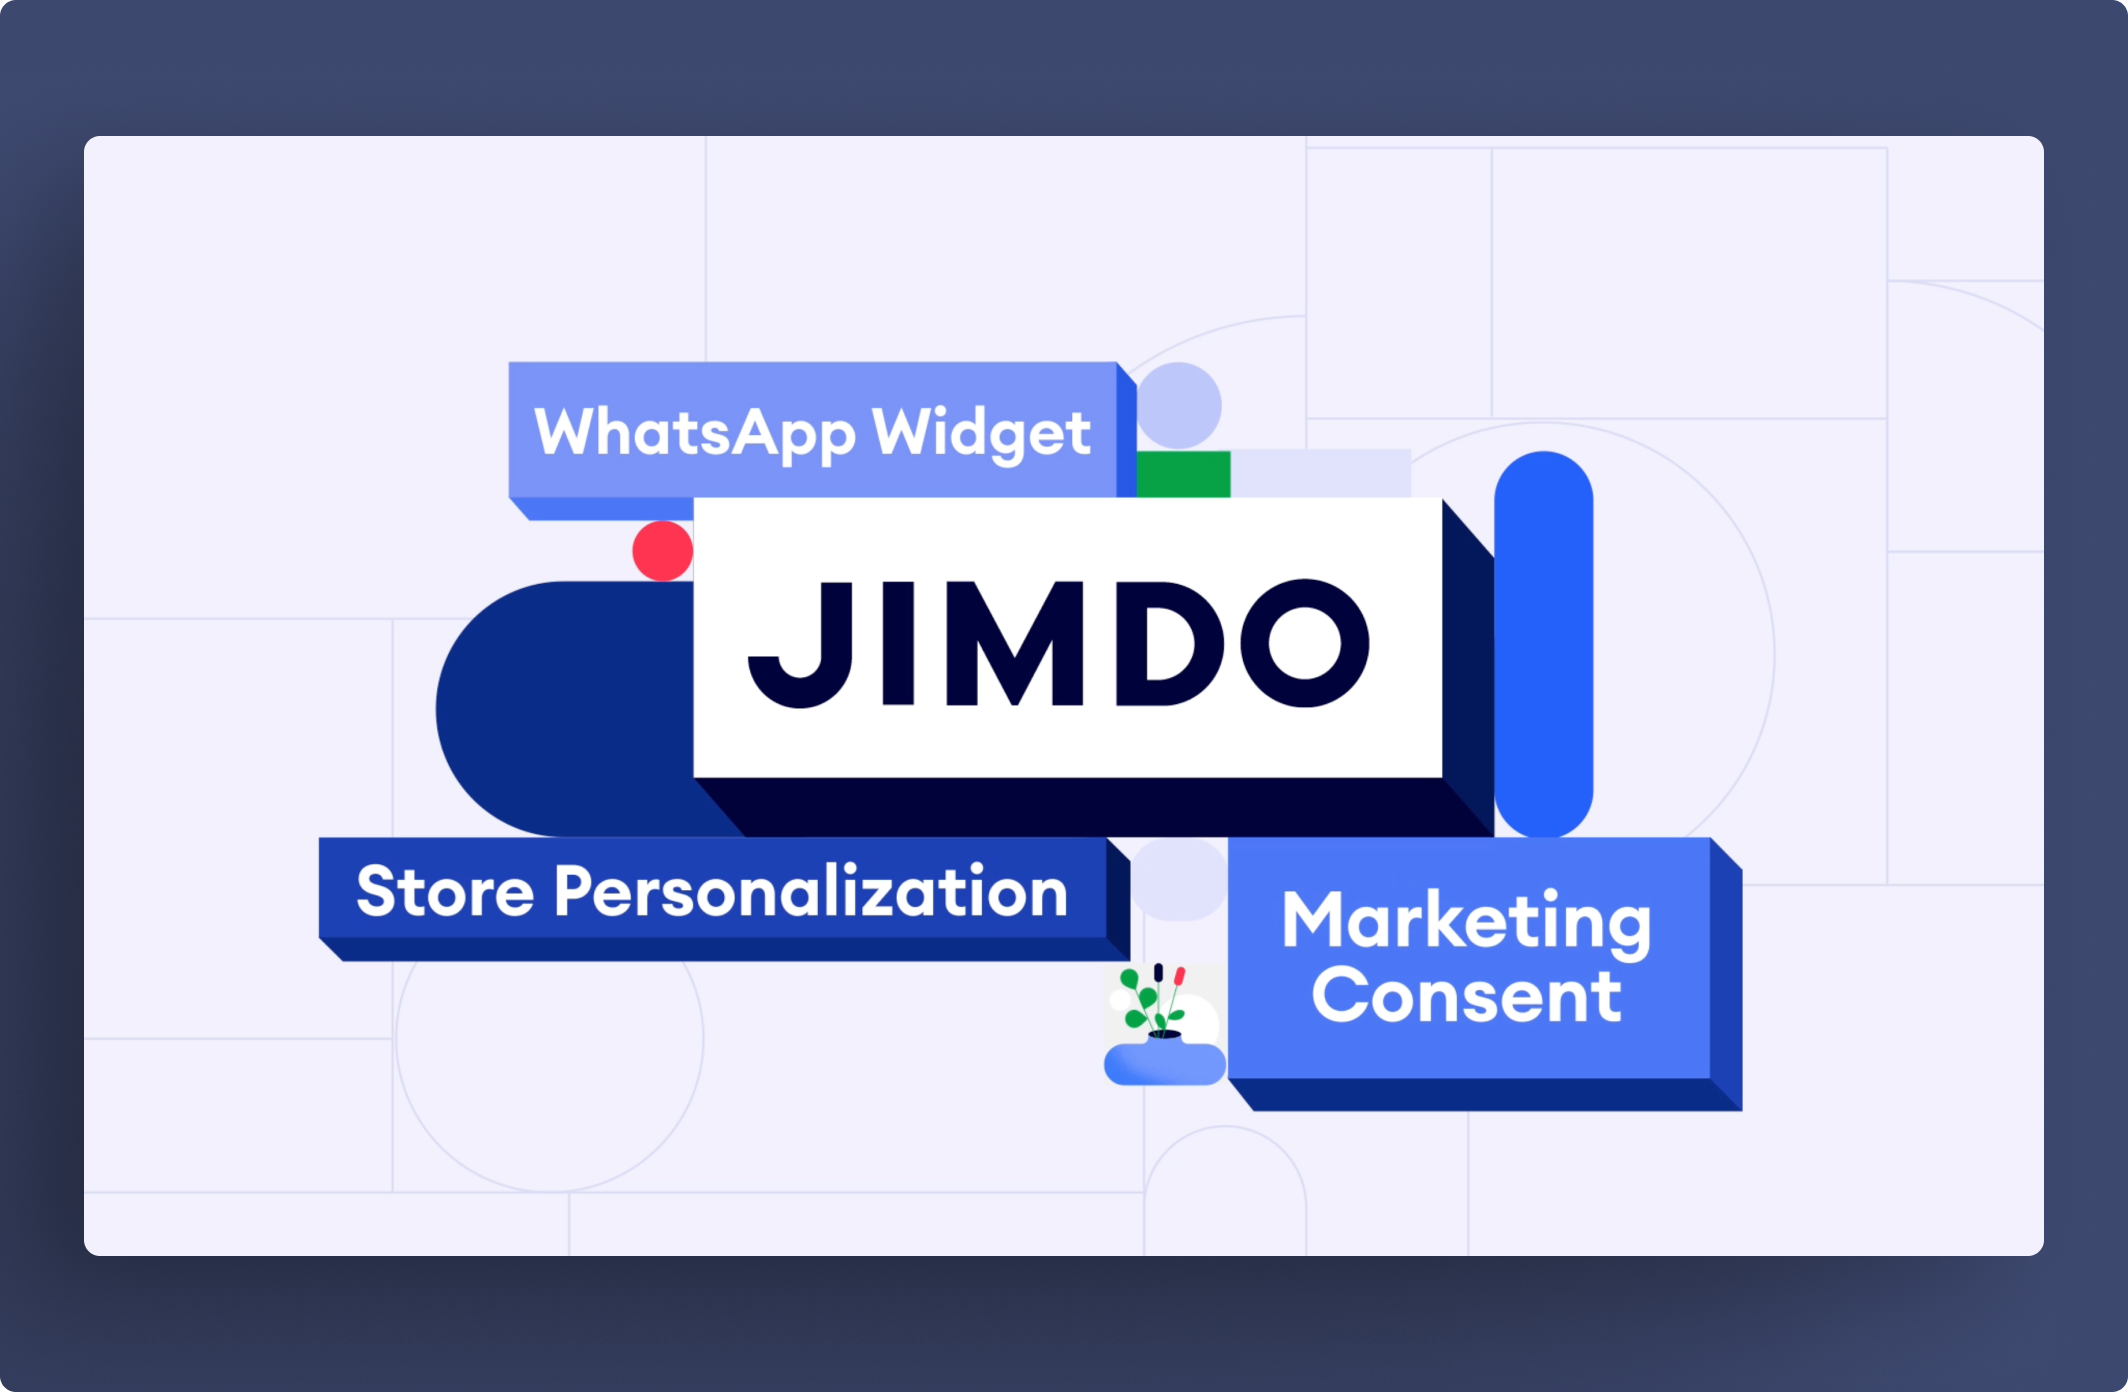 WhatsApp Widget
JIMDO
Store Personalization
Marketing
Consent